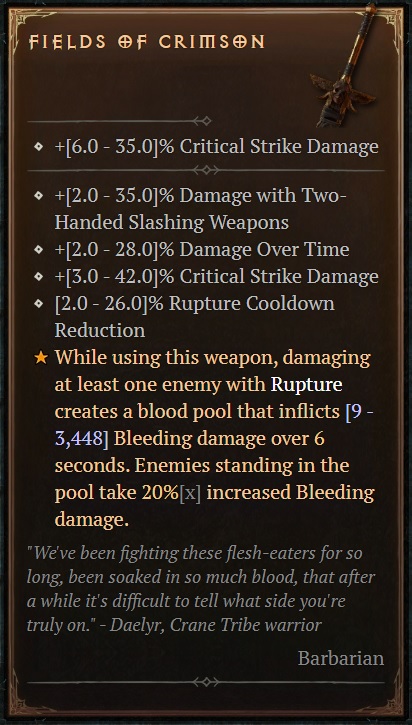 FIELDS OF CRIMSON
+[6.0 - 35.0]% Critical Strike Damage
+[2.0 - 35.0]% Damage with Two-
Handed Slashing Weapons
+[2.0 - 28.0]% Damage Over Time
+[3.0 - 42.0]% Critical Strike Damage
[2.0 - 26.0]% Rupture Cooldown
Reduction
While using this weapon, damaging
at least one enemy with Rupture
creates a blood pool that inflicts [9 -
3,448] Bleeding damage over 6
seconds. Enemies standing in the
pool take 20%[x] increased Bleeding
damage.
"We've been fighting these flesh-eaters for so
long, been soaked in so much blood, that after
a while it's difficult to tell what side you're
truly on." - Daelyr, Crane Tribe warrior
Barbarian